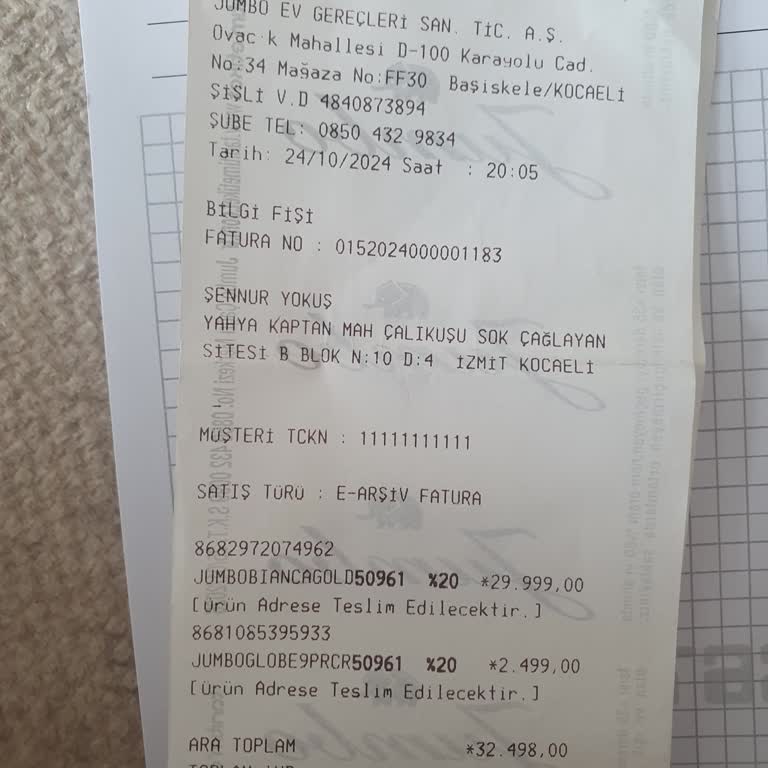 JUMBO EV GEREÇLERİ SAN. TİC. A.Ş.
Ovac k Mahallesi D-100 Karayolu Cad.
No:34 Mağaza No:FF30 Başiskele/KOCAELİ
ŞİŞLİ V.D 4840873894
ŞUBE TEL: 0850 432 9834
Tarih: 24/10/2024 Saat : 20:05
BİLGİ FİŞİ
FATURA NO : 0152024000001183
ŞENNUR YOKUŞ
YAHYA KAPTAN MAH ÇALIKUŞU SOK ÇAĞLAYAN
SİTESİ B BLOK N:10 D:4 İZMİT KOCAELİ
MÜŞTERİ TCKN : 11111111111
SATIŞ TÜRÜ : E-ARŞİV FATURA
8682972074962
JUMBOBIANCAGOLD50961 %20 *29.999,00
[Ürün Adrese Teslim Edilecektir.]
8681085395933
JUMBOGLOBE9PRCR50961 %20 *2.499,00
[Ürün Adrese Teslim Edilecektir.]
ARA TOPLAM *32.498,00